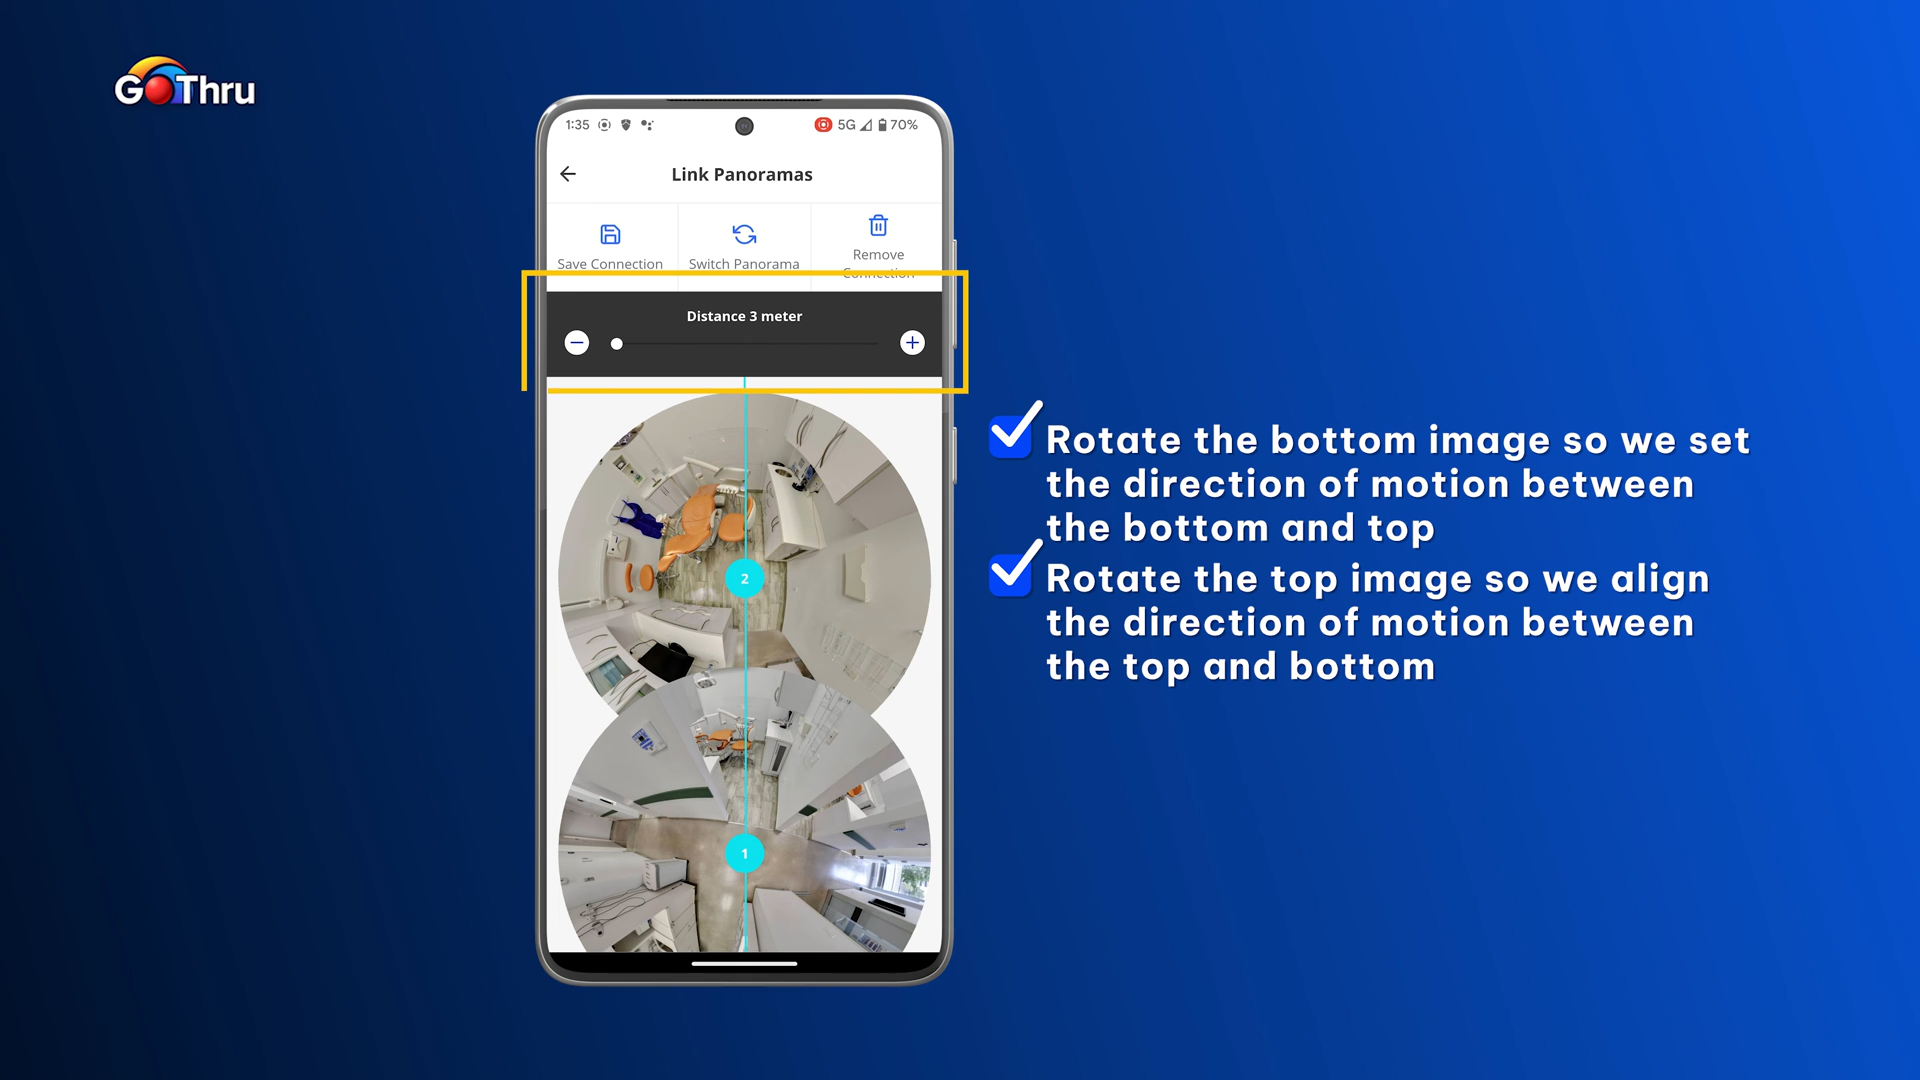 GoThru
1:35 5G 70%
Link Panoramas
Save Connection
Switch Panorama
Remove
Connection
Distance 3 meter
2
1
Rotate the bottom image so we set
the direction of motion between
the bottom and top
Rotate the top image so we align
the direction of motion between
the top and bottom